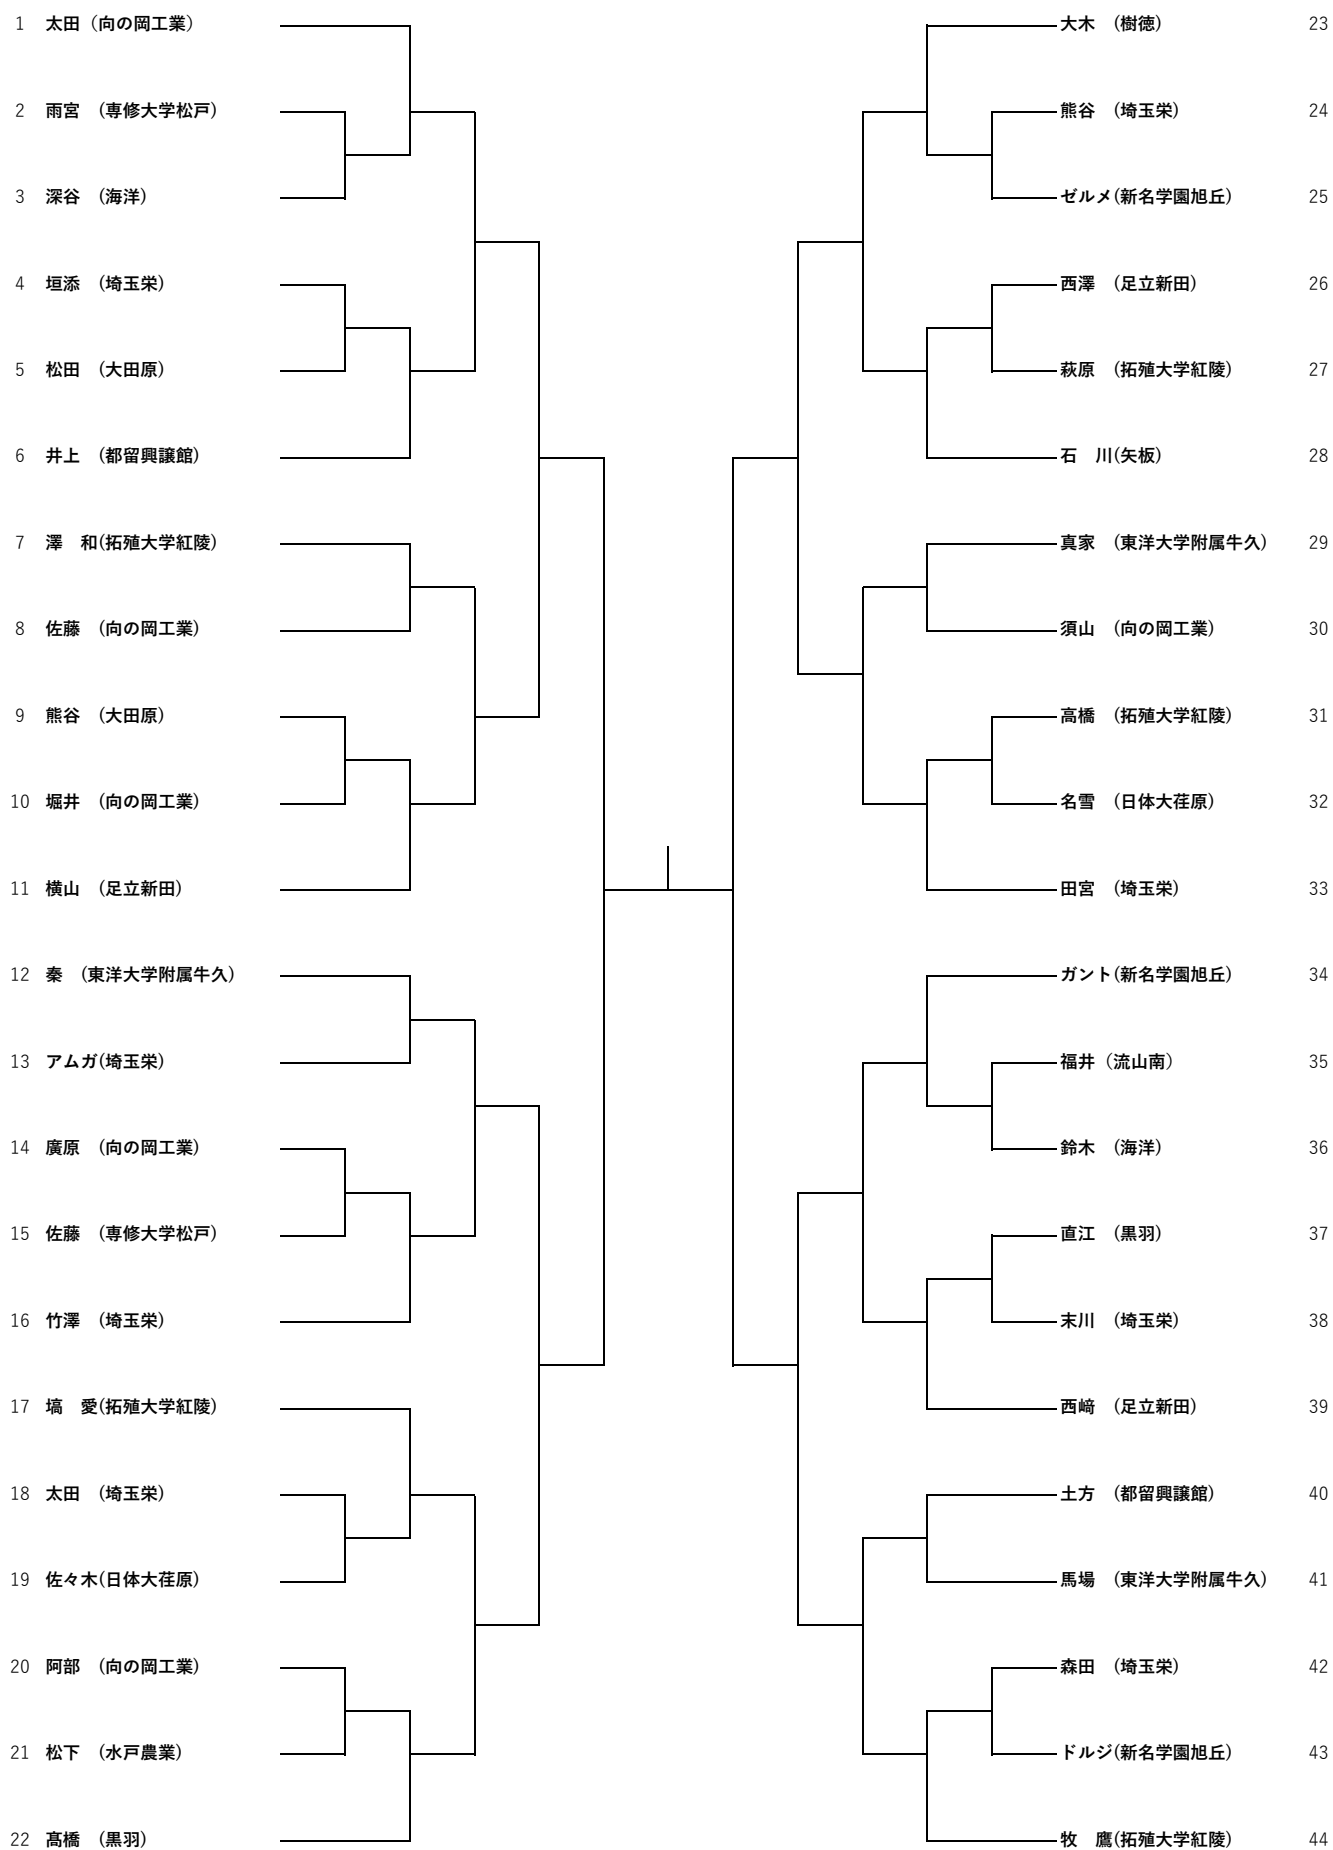 1 太田（向の岡工業）
2 雨宮　(専修大学松戸)
3 深谷　(海洋)
4 垣添　(埼玉栄)
5 松田　(大田原)
6 井上　(都留興譲館)
7 澤　和(拓殖大学紅陵)
8 佐藤　(向の岡工業)
9 熊谷　(大田原)
10 堀井　(向の岡工業)
11 横山　(足立新田)
12 秦　(東洋大学附属牛久)
13 アムガ(埼玉栄)
14 廣原　(向の岡工業)
15 佐藤　(専修大学松戸)
16 竹澤　(埼玉栄)
17 塙　愛(拓殖大学紅陵)
18 太田　(埼玉栄)
19 佐々木(日体大荏原)
20 阿部　(向の岡工業)
21 松下　(水戸農業)
22 髙橋　(黒羽)
大木　(樹徳) 23
熊谷　(埼玉栄) 24
ゼルメ(新名学園旭丘) 25
西澤　(足立新田) 26
萩原　(拓殖大学紅陵) 27
石　川(矢板) 28
真家　(東洋大学附属牛久) 29
須山　(向の岡工業) 30
高橋　(拓殖大学紅陵) 31
名雪　(日体大荏原) 32
田宮　(埼玉栄) 33
ガント(新名学園旭丘) 34
福井（流山南） 35
鈴木　(海洋) 36
直江　(黒羽) 37
末川　(埼玉栄) 38
西﨑　(足立新田) 39
土方　(都留興譲館) 40
馬場　(東洋大学附属牛久) 41
森田　(埼玉栄) 42
ドルジ(新名学園旭丘) 43
牧　鷹(拓殖大学紅陵) 44